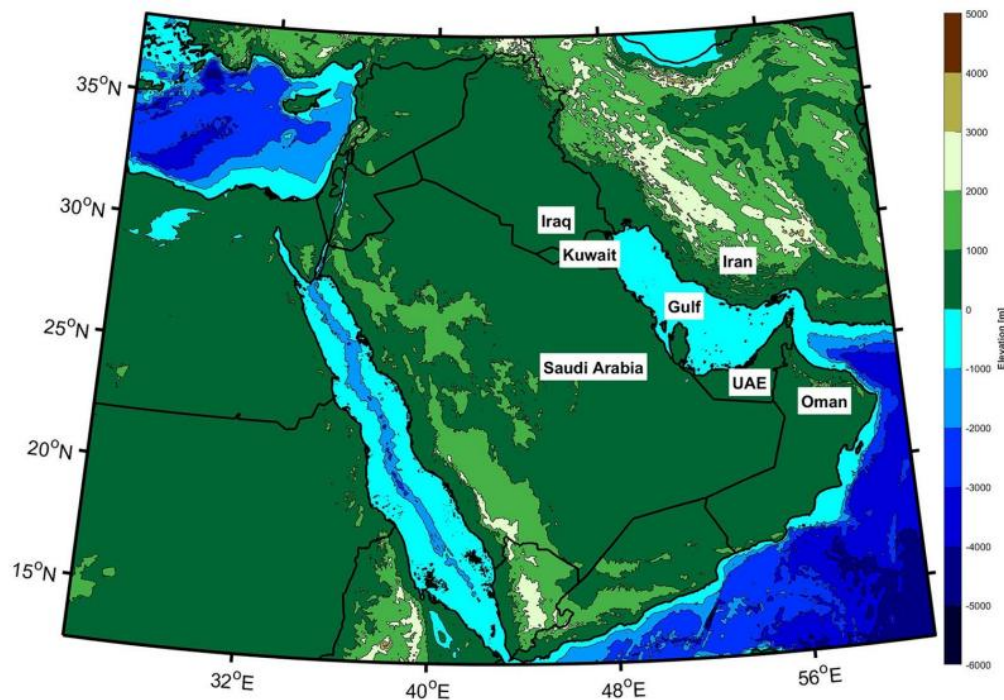 35°N
30°N
25°N
20°N
15°N
32°E
40°E
48°E
56°E
Iraq
Kuwait
Iran
Gulf
Saudi Arabia
UAE
Oman
5000
4000
3000
2000
1000
0
-1000
-2000
-3000
-4000
-5000
-6000
Elevation [m]